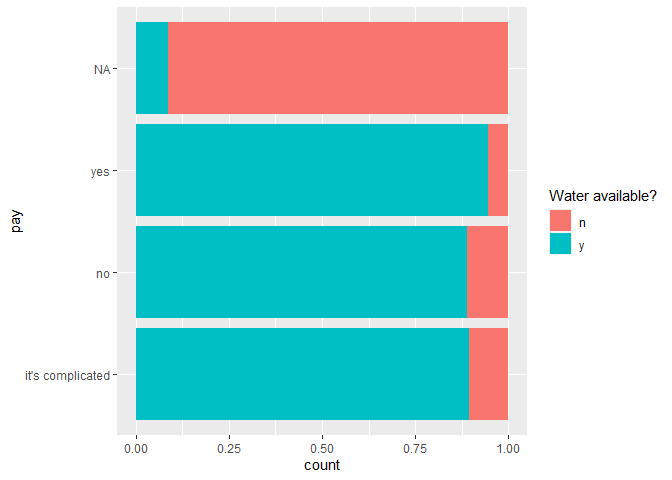 NA
yes
no
it's complicated
pay
0.00 0.25 0.50 0.75 1.00
count
Water available?
n
y